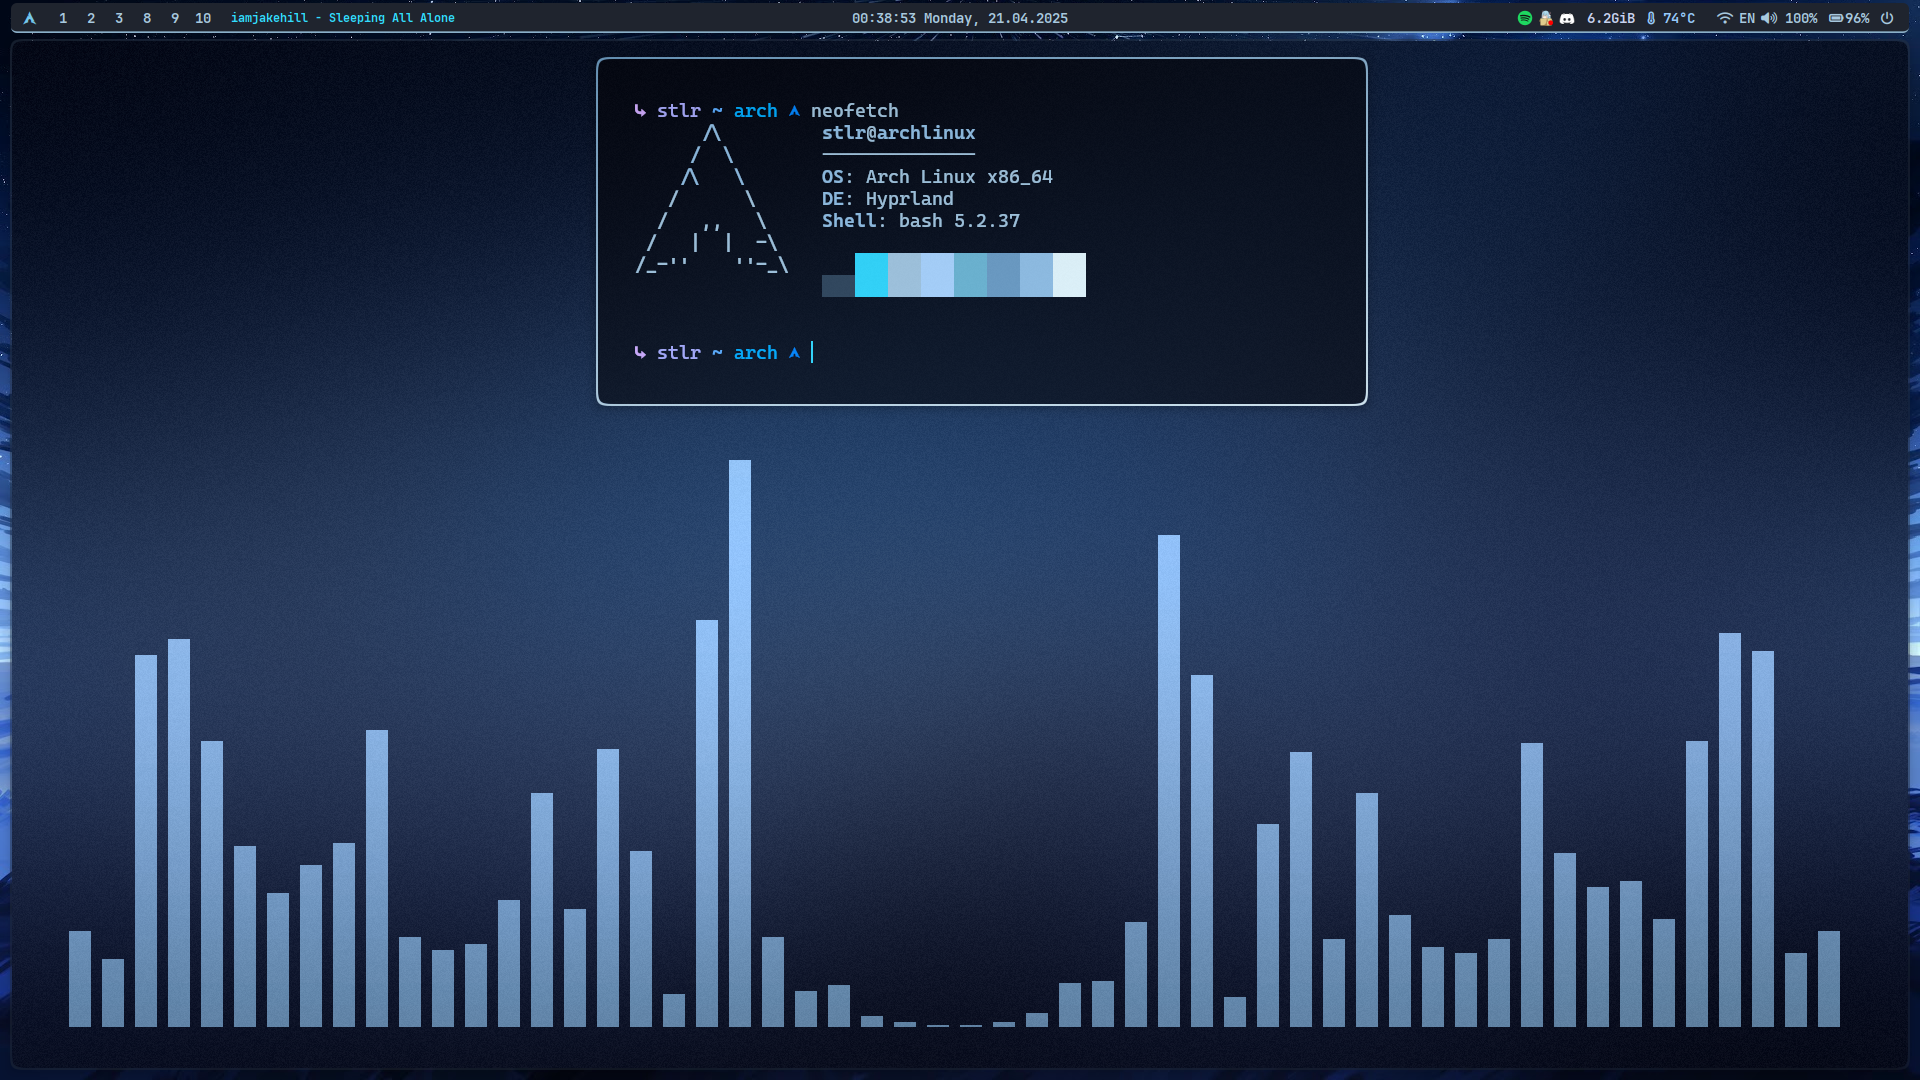 1 2 3 8 9 10 iamjakehill - Sleeping All Alone 00:38:53 Monday, 21.04.2025 6.2GiB 74°C EN 100% 96%
stlr ~ arch neofetch
stlr@archlinux
OS: Arch Linux x86_64
DE: Hyprland
Shell: bash 5.2.37
stlr ~ arch